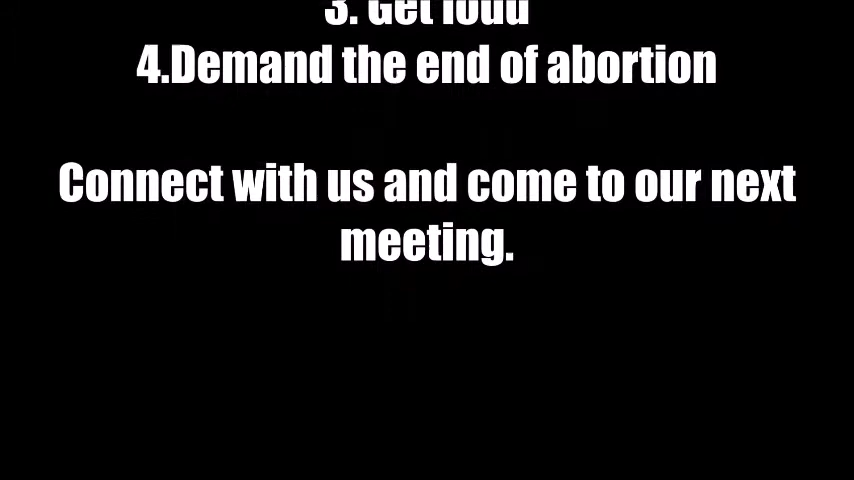 3. Get loud
4.Demand the end of abortion
Connect with us and come to our next
meeting.